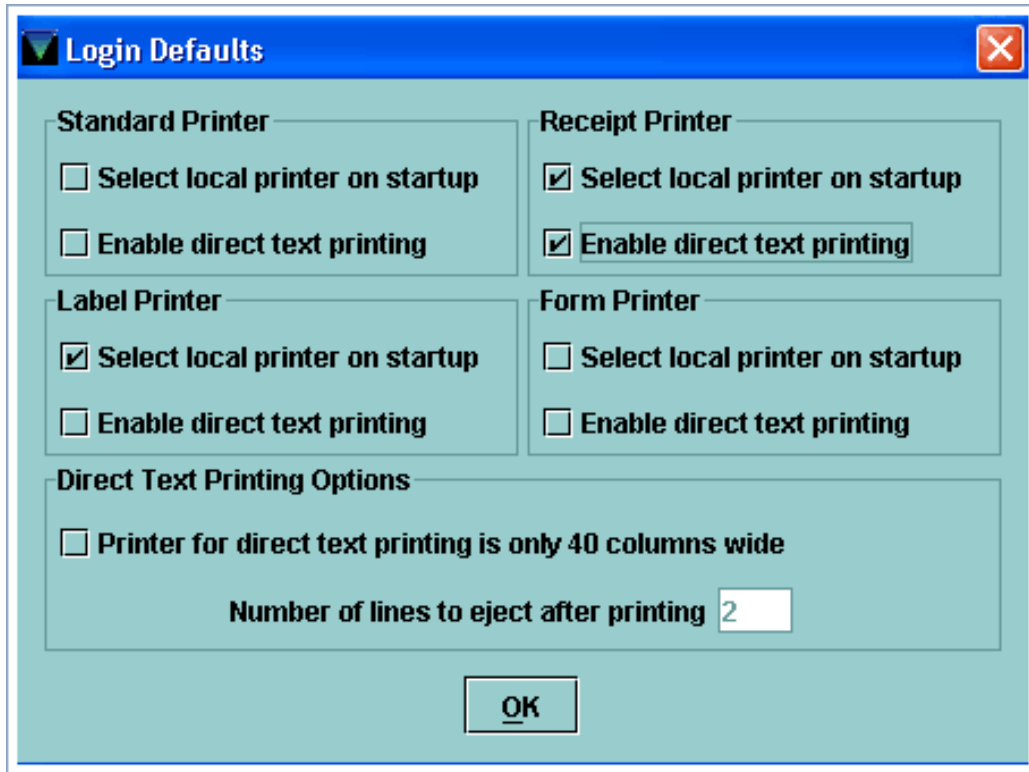 Login Defaults
Standard Printer
Select local printer on startup
Enable direct text printing
Receipt Printer
Select local printer on startup
Enable direct text printing
Label Printer
Select local printer on startup
Enable direct text printing
Form Printer
Select local printer on startup
Enable direct text printing
Direct Text Printing Options
Printer for direct text printing is only 40 columns wide
Number of lines to eject after printing 2
OK